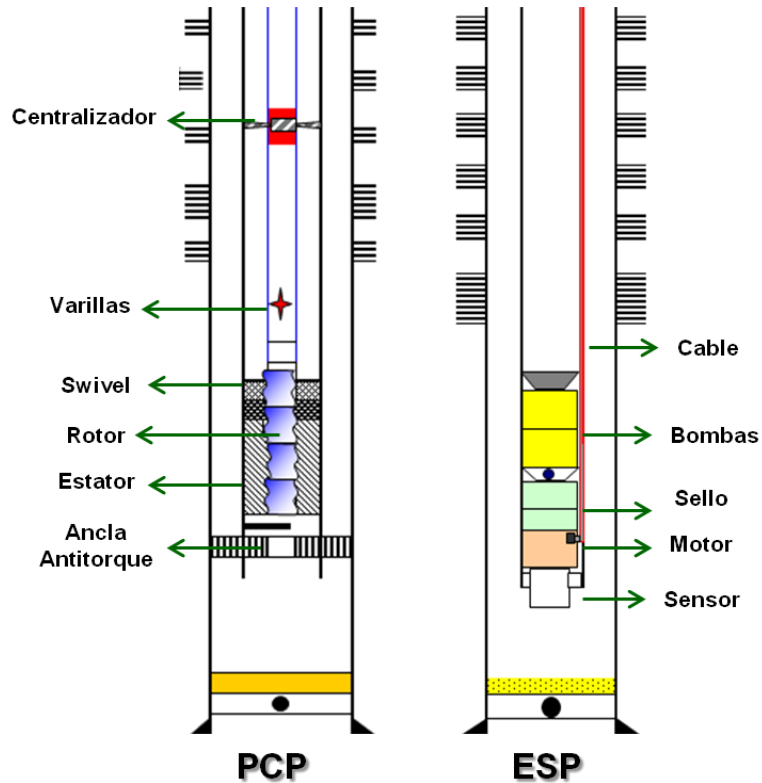 Centralizador
Varillas
Swivel
Rotor
Estator
Ancla
Antitorque
PCP
Cable
Bombas
Sello
Motor
Sensor
ESP